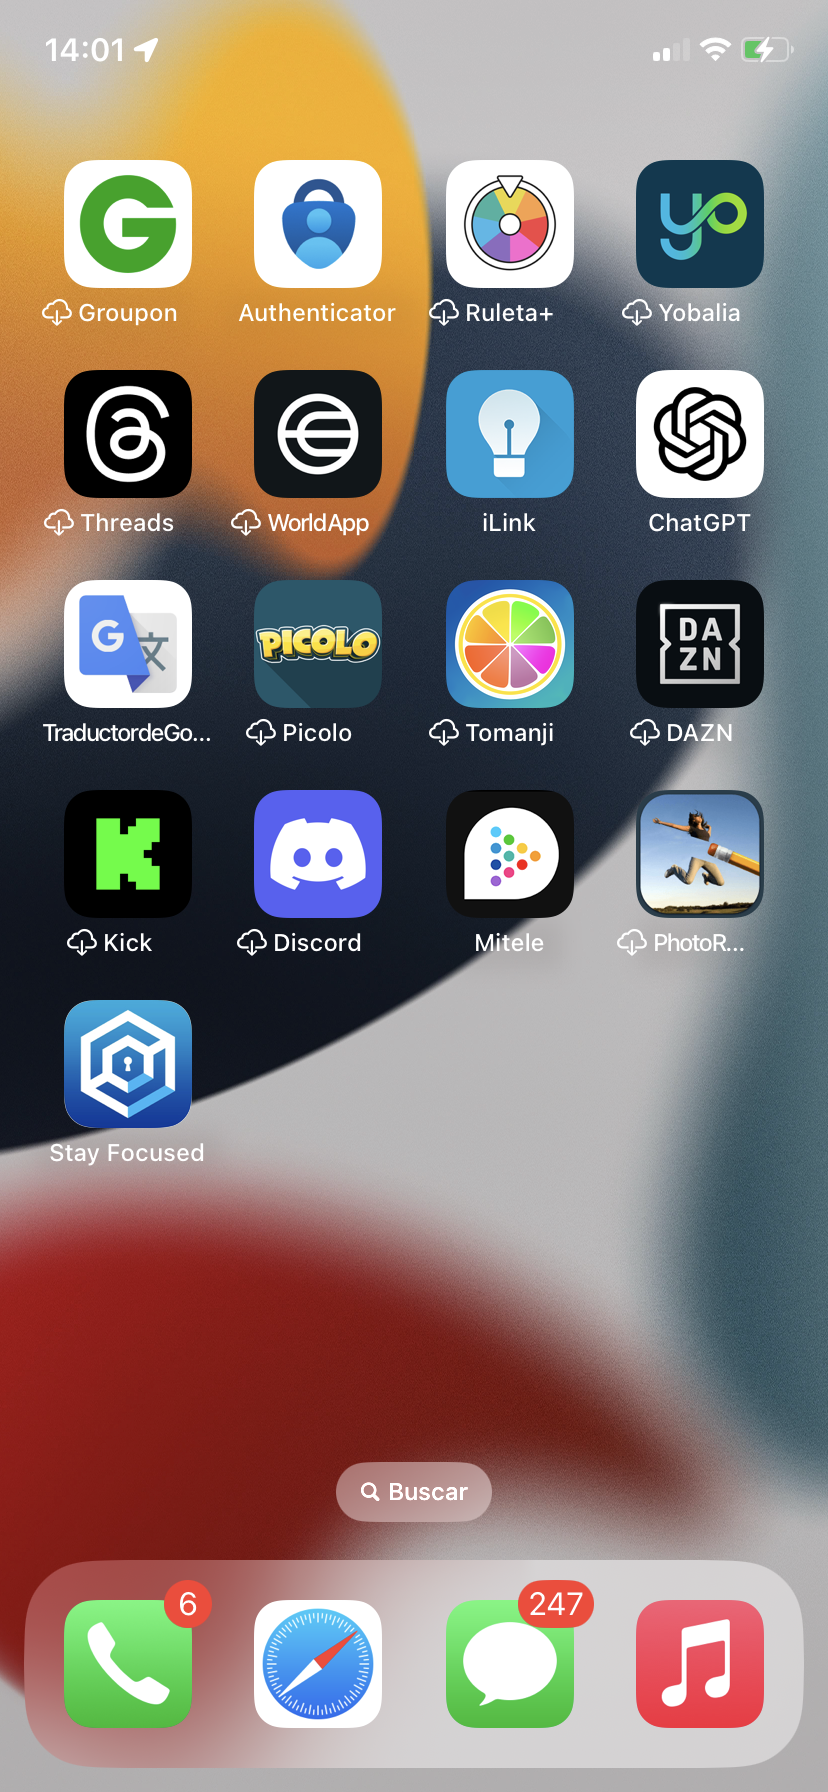 14:01
Groupon
Authenticator
Ruleta+
yo
Yobalia
Threads
WorldApp
iLink
ChatGPT
G 文
TraductordeGo...
PICOLO
Picolo
Tomanji
DA
ZN
DAZN
K
Kick
Discord
Mitele
PhotoR...
Stay Focused
Buscar
6
247